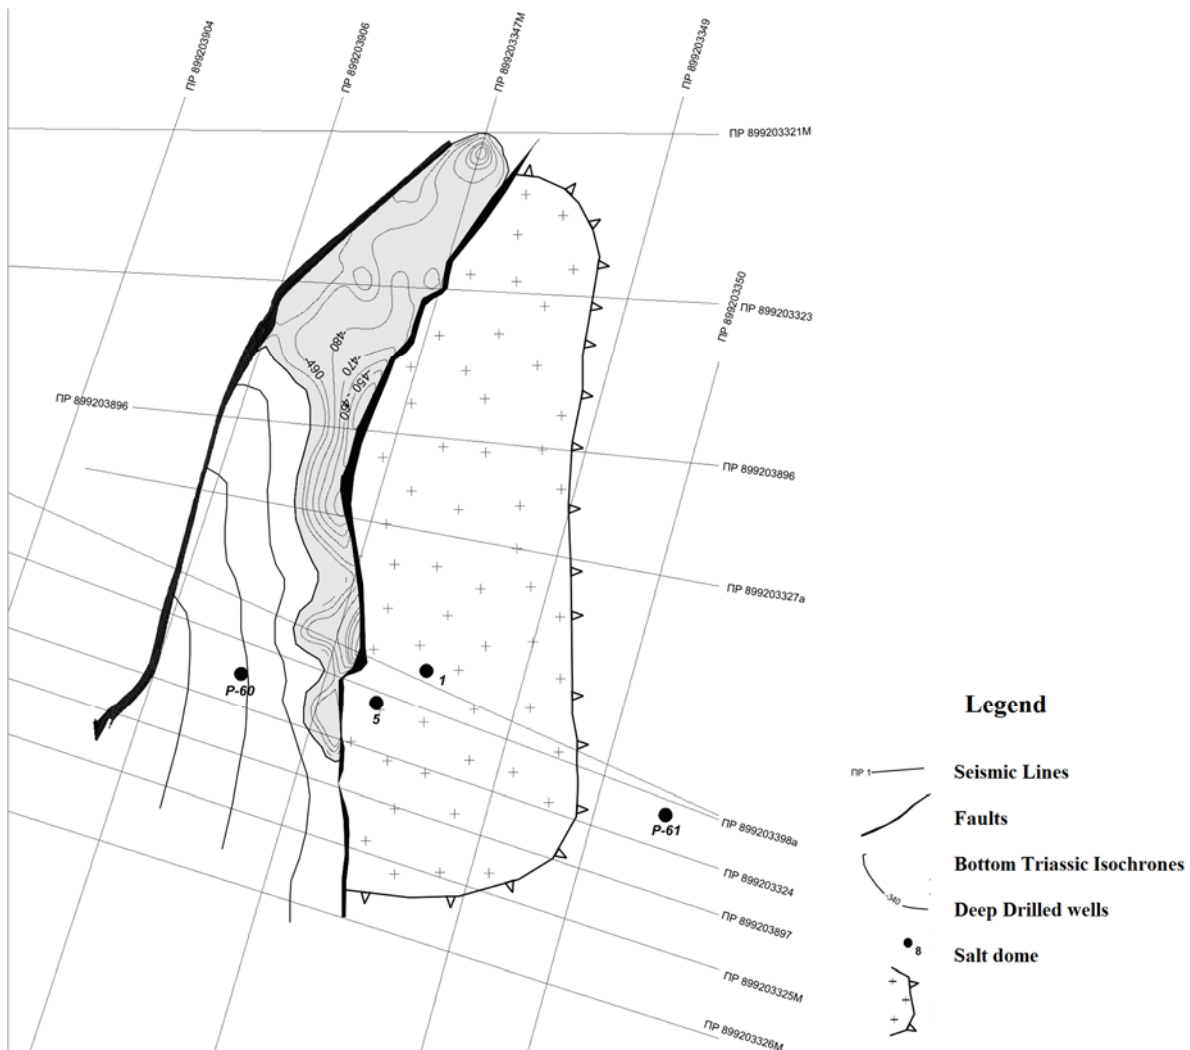 ПР 899203904
ПР 899203906
ПР 899203347М
ПР 899203349
ПР 899203321М
ПР 899203350
ПР 899203323
-480
-490
-470
-450
-460
ПР 899203896
ПР 899203896
ПР 899203327а
P-60
1
5
P-61
ПР 899203398а
ПР 899203324
ПР 899203897
ПР 899203325М
ПР 899203326М
Legend
ПР 1
Seismic Lines
Faults
Bottom Triassic Isochrones
-340
Deep Drilled wells
8
Salt dome